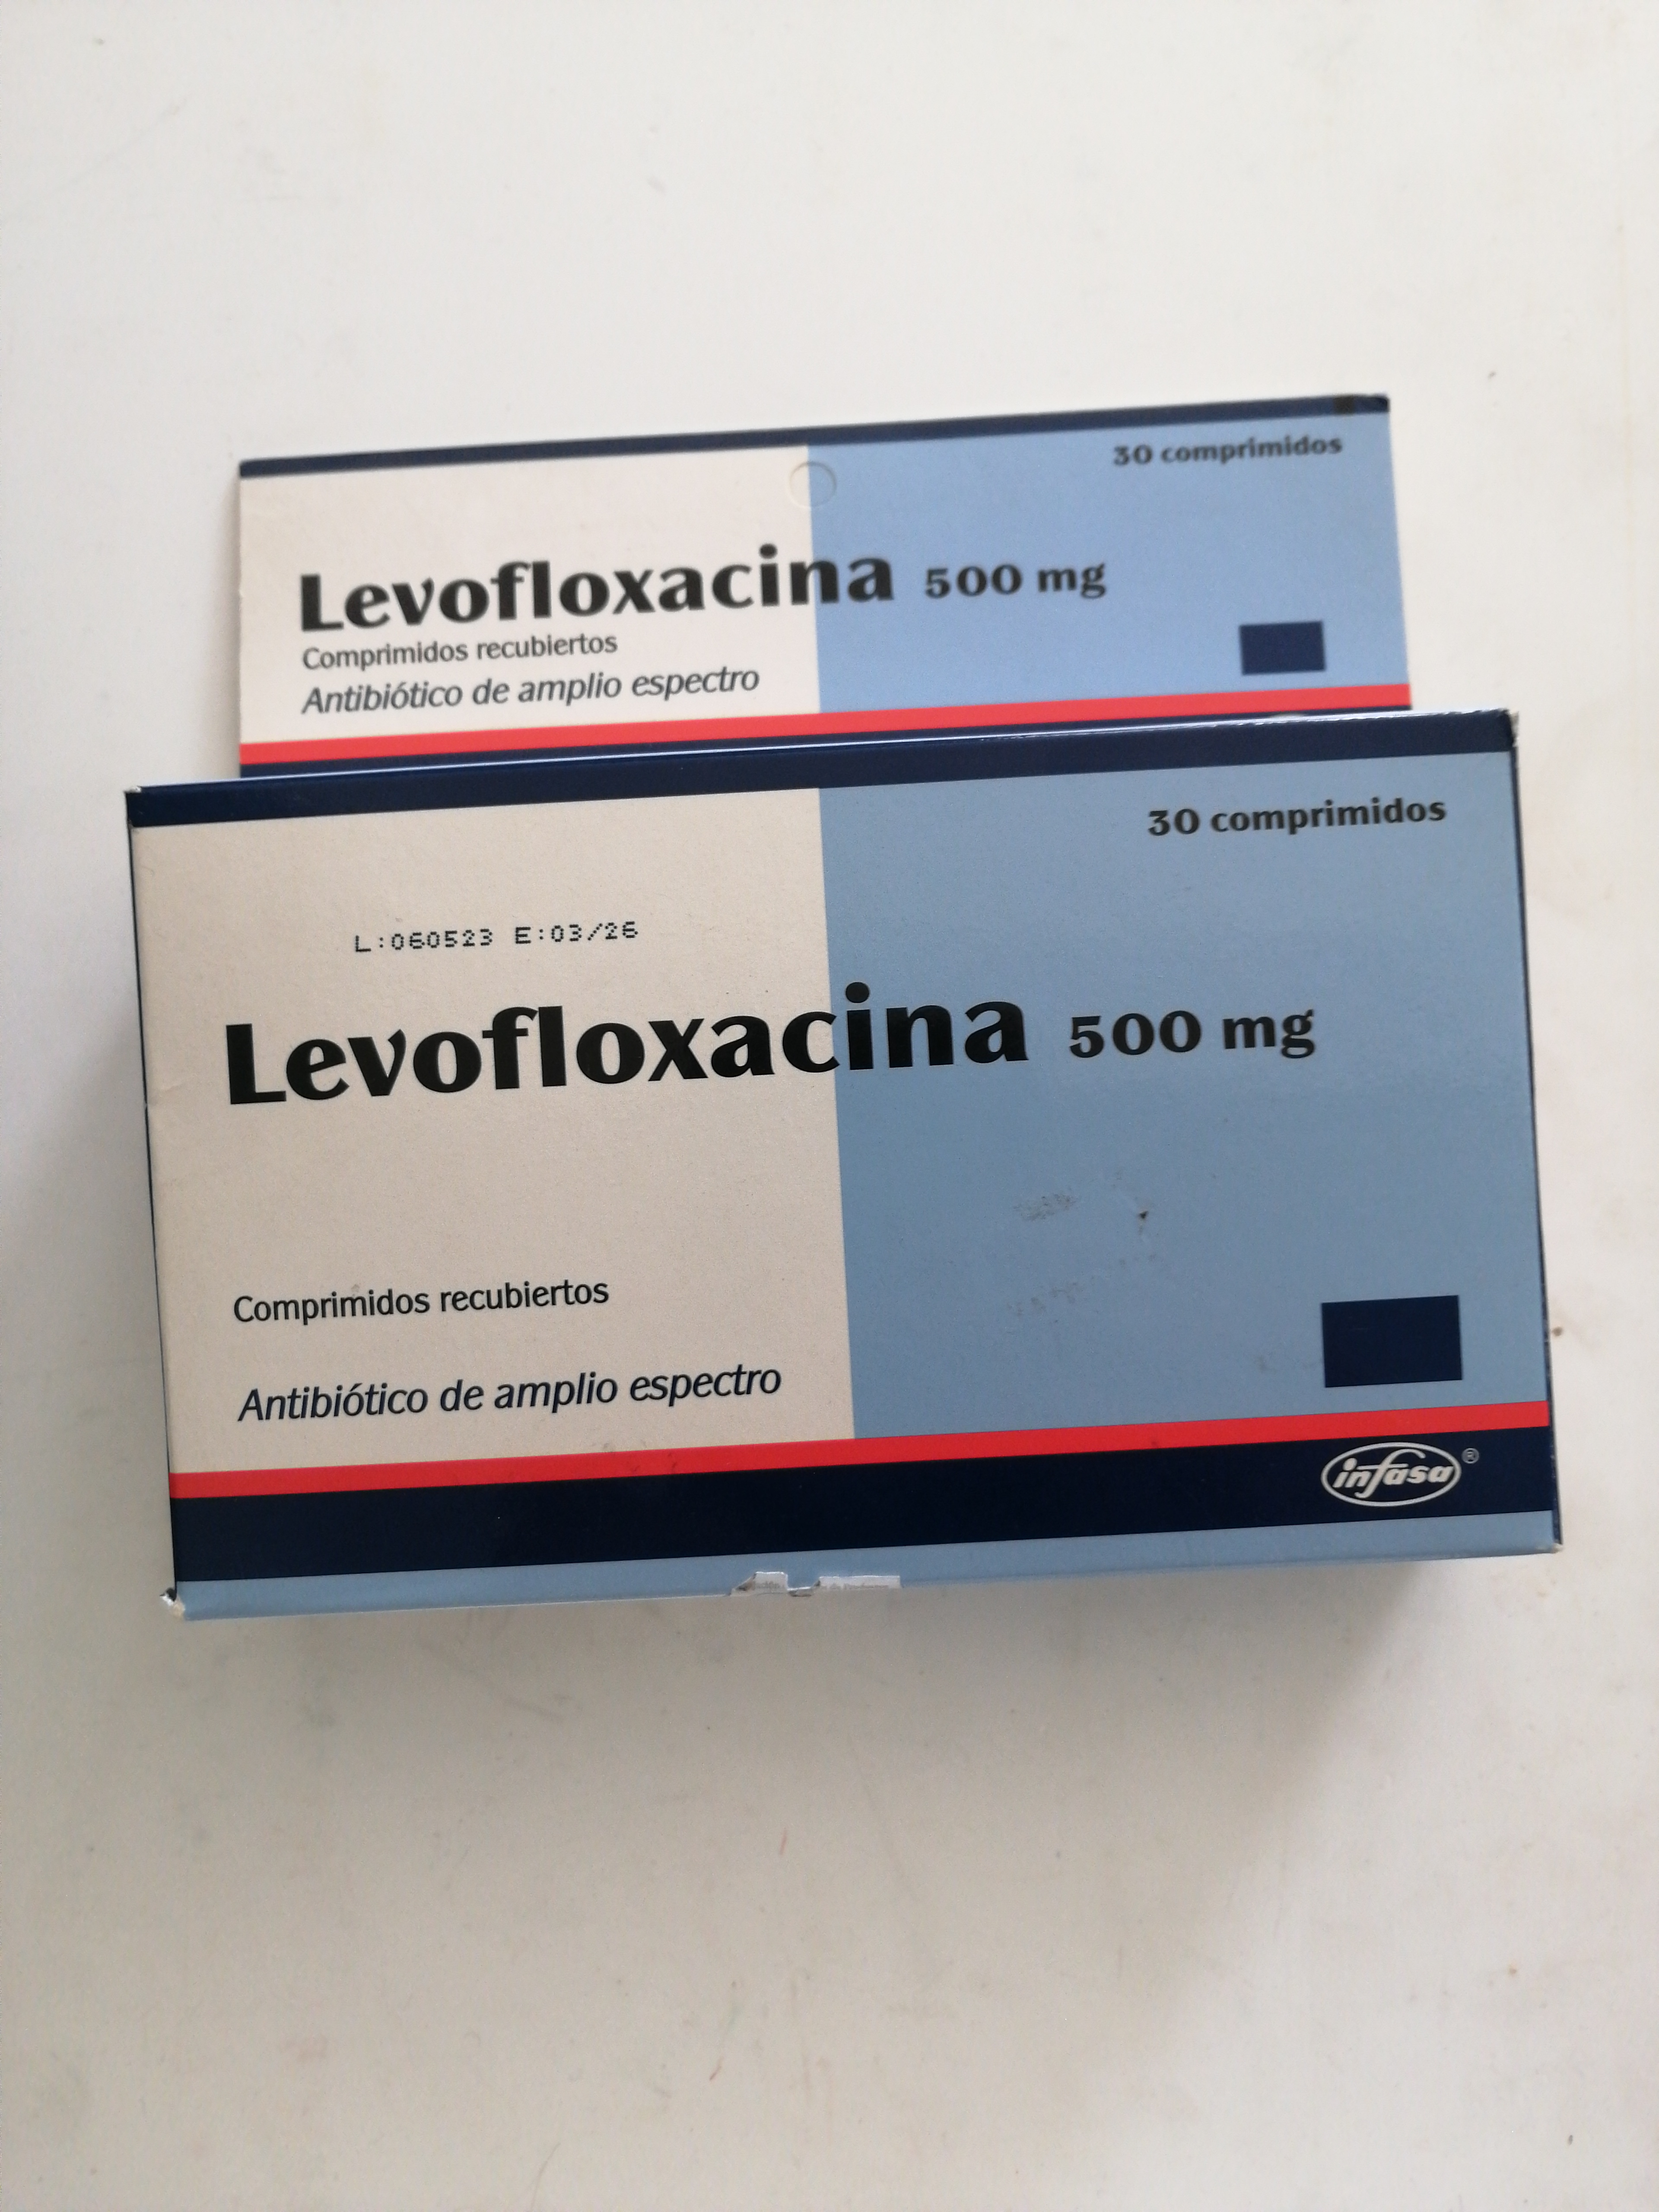 30 comprimidos
Levofloxacina 500 mg
Comprimidos recubiertos
Antibiótico de amplio espectro
30 comprimidos
L:060523 E:03/26
Levofloxacina 500 mg
Comprimidos recubiertos
Antibiótico de amplio espectro
infasa®